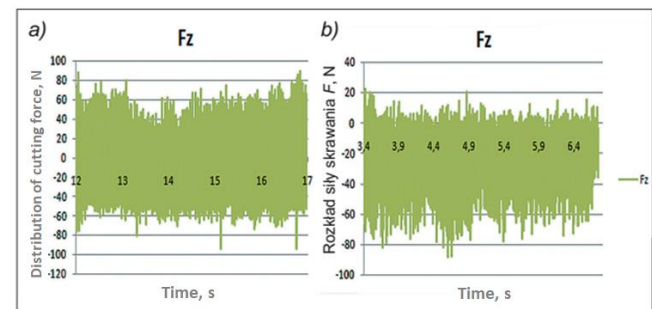 a)
Fz
Distribution of cutting force, N
100
80
60
40
20
0
-20
-40
-60
-80
-100
-120
12 13 14 15 16 17
Time, s
b)
Fz
Rozkład siły skrawania F, N
40
20
0
-20
-40
-60
-80
-100
3,4 3,9 4,4 4,9 5,4 5,9 6,4
Time, s
Fz